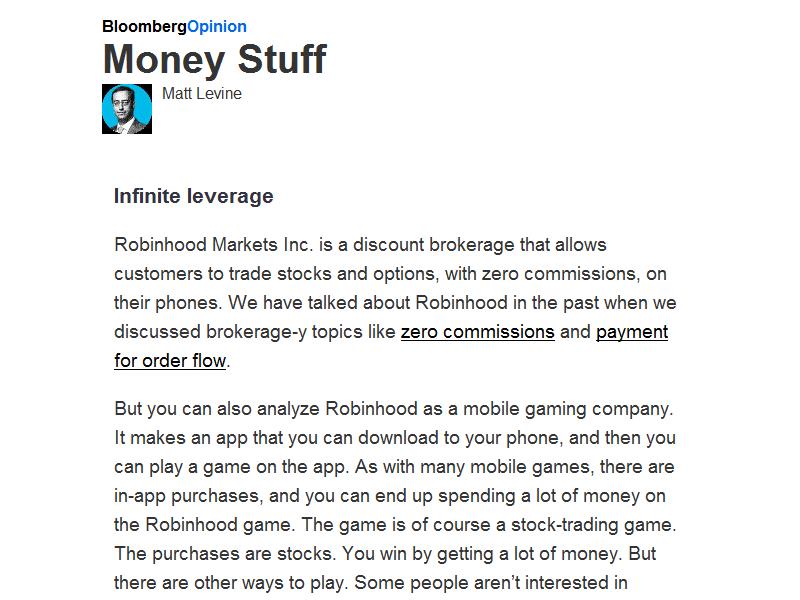 BloombergOpinion
Money Stuff
Matt Levine
Infinite leverage
Robinhood Markets Inc. is a discount brokerage that allows
customers to trade stocks and options, with zero commissions, on
their phones. We have talked about Robinhood in the past when we
discussed brokerage-y topics like zero commissions and payment
for order flow.
But you can also analyze Robinhood as a mobile gaming company.
It makes an app that you can download to your phone, and then you
can play a game on the app. As with many mobile games, there are
in-app purchases, and you can end up spending a lot of money on
the Robinhood game. The game is of course a stock-trading game.
The purchases are stocks. You win by getting a lot of money. But
there are other ways to play. Some people aren’t interested in